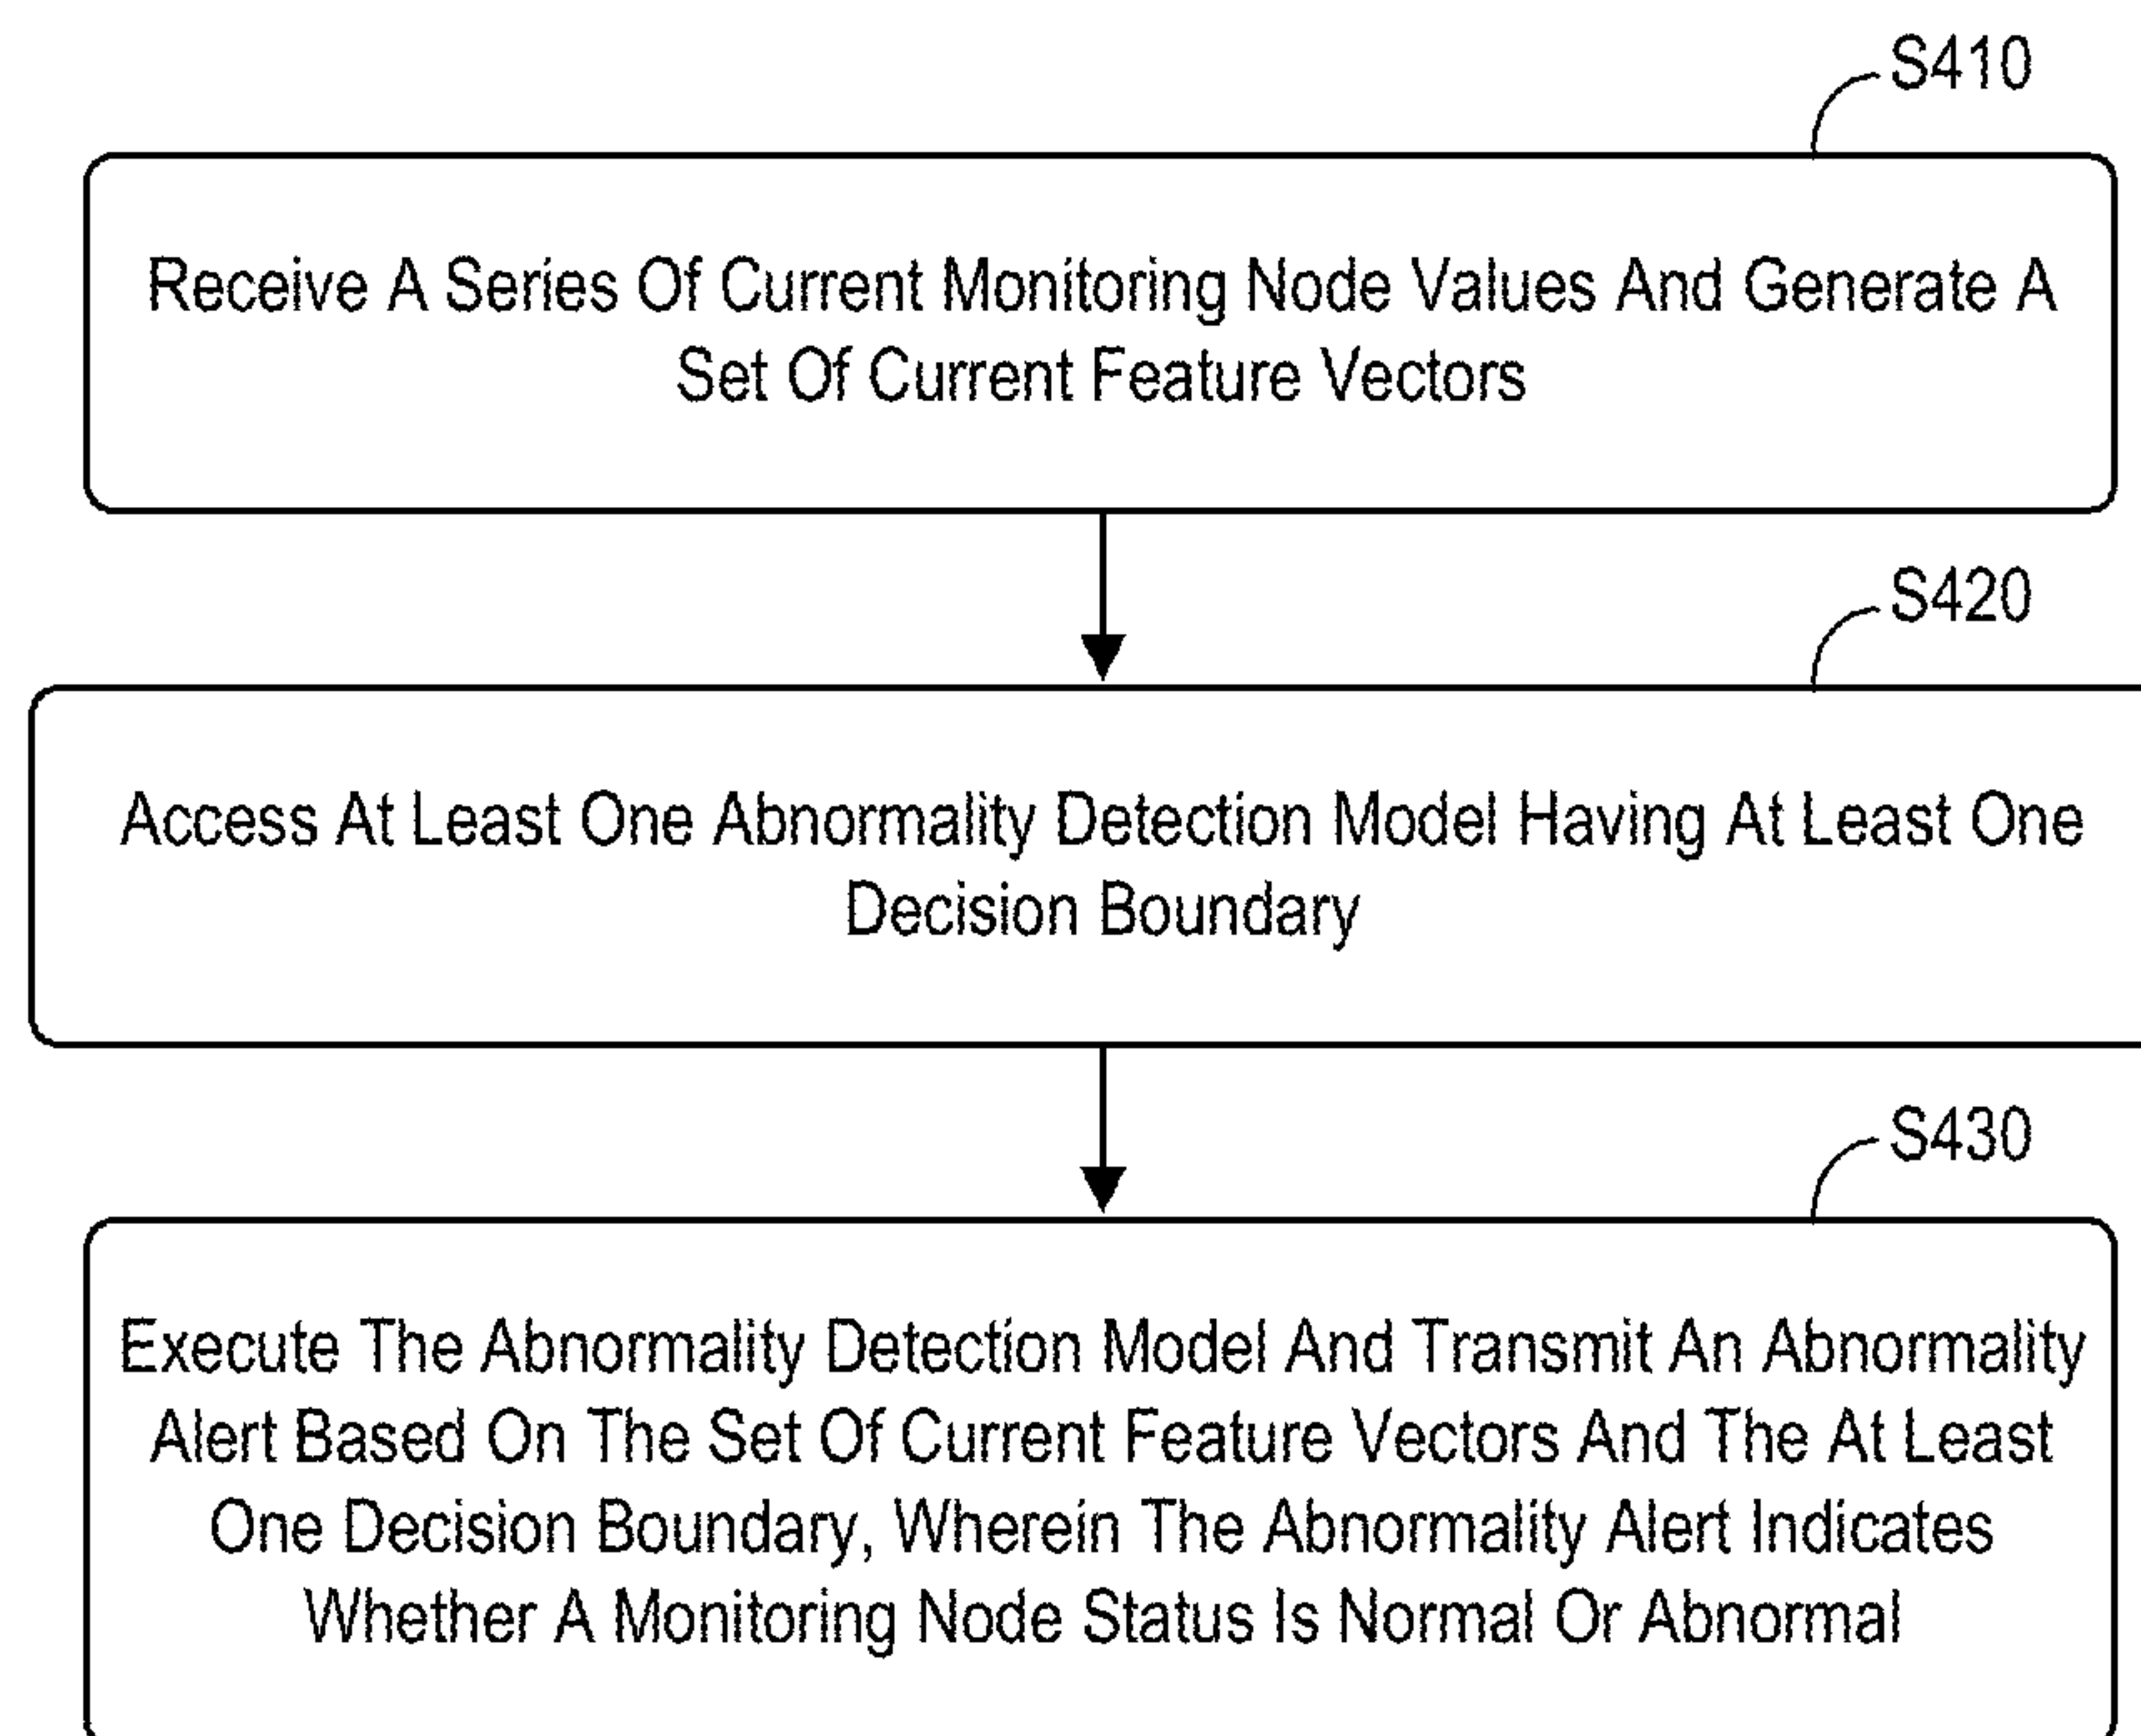 S410
Receive A Series Of Current Monitoring Node Values And Generate A
Set Of Current Feature Vectors
S420
Access At Least One Abnormality Detection Model Having At Least One
Decision Boundary
S430
Execute The Abnormality Detection Model And Transmit An Abnormality
Alert Based On The Set Of Current Feature Vectors And The At Least
One Decision Boundary, Wherein The Abnormality Alert Indicates
Whether A Monitoring Node Status Is Normal Or Abnormal